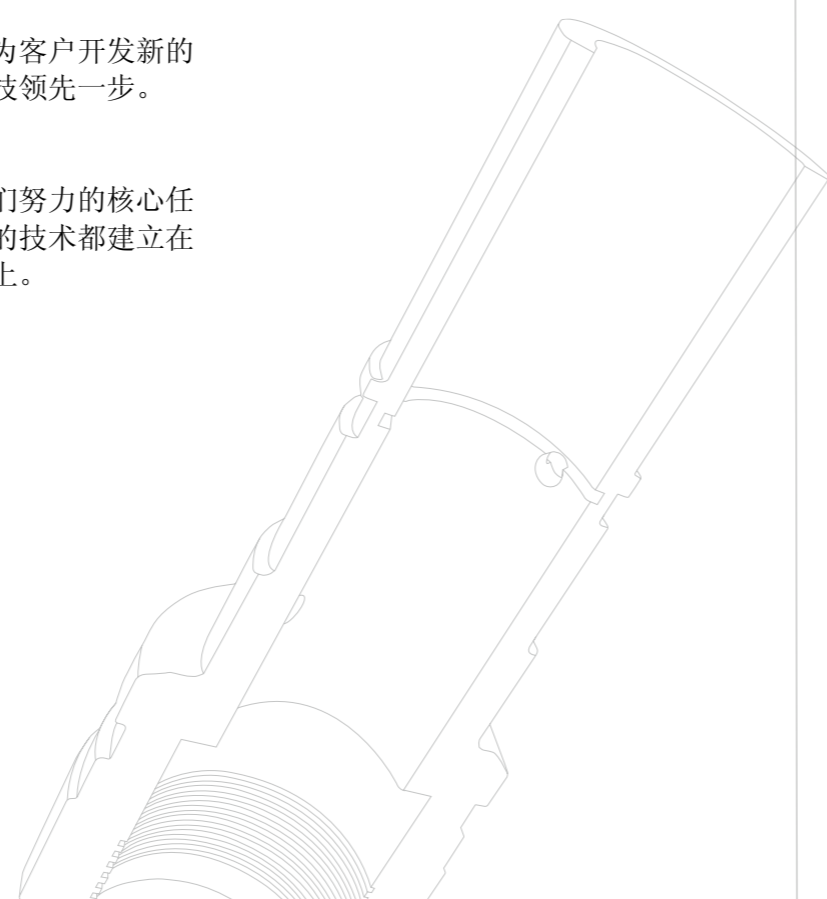 为客户开发新的
技领先一步。
们努力的核心任
的技术都建立在
上。